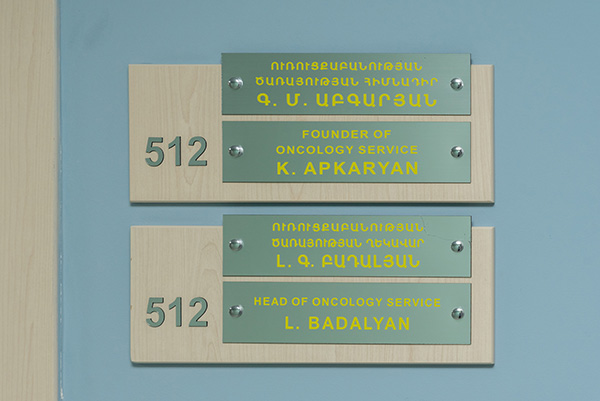 ՈՒՌՈՒՑՔԱԲԱՆՈՒԹՅԱՆ
ԾԱՌԱՅՈՒԹՅԱՆ ՀԻՄՆԱԴԻՐ
Գ. Մ. ԱԲԳԱՐՅԱՆ
512
FOUNDER OF
ONCOLOGY SERVICE
K. APKARYAN
ՈՒՌՈՒՑՔԱԲԱՆՈՒԹՅԱՆ
ԾԱՌԱՅՈՒԹՅԱՆ ՂԵԿԱՎԱՐ
Լ. Գ. ԲԱԴԱԼՅԱՆ
512
HEAD OF ONCOLOGY SERVICE
L. BADALYAN